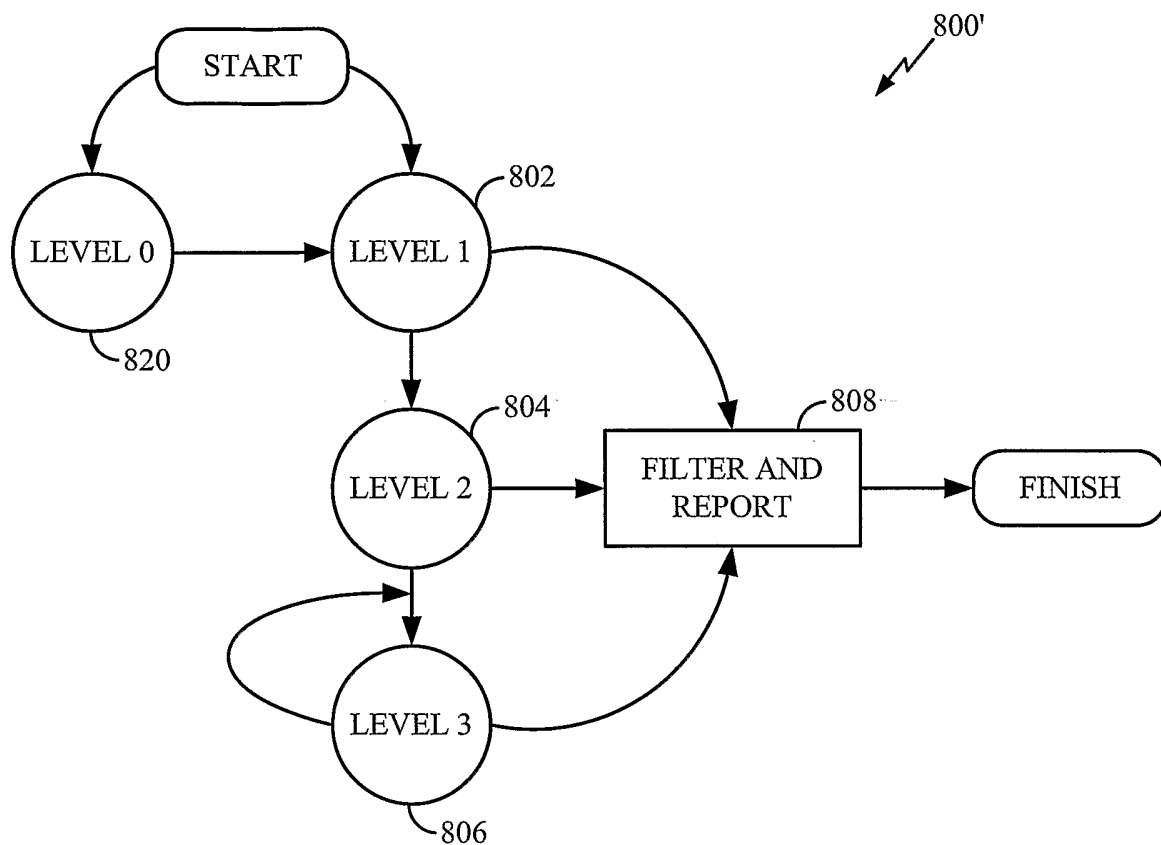 800'
START
802
LEVEL 0
LEVEL 1
820
804
808
LEVEL 2
FILTER AND
REPORT
FINISH
LEVEL 3
806